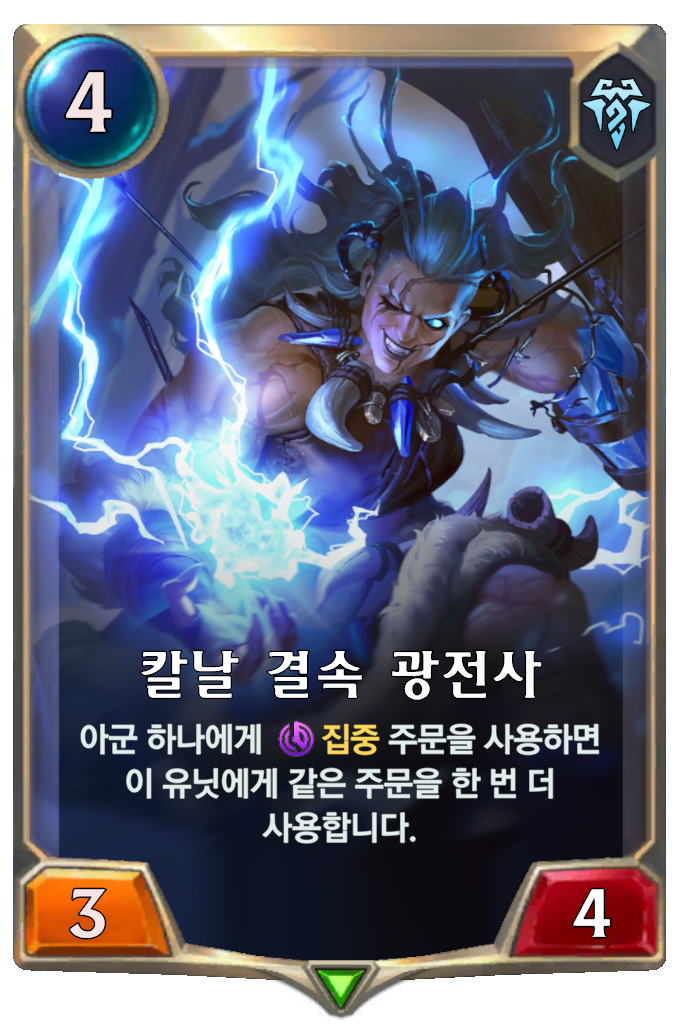 4
칼날 결속 광전사
아군 하나에게 집중 주문을 사용하면
이 유닛에게 같은 주문을 한 번 더
사용합니다.
3
4